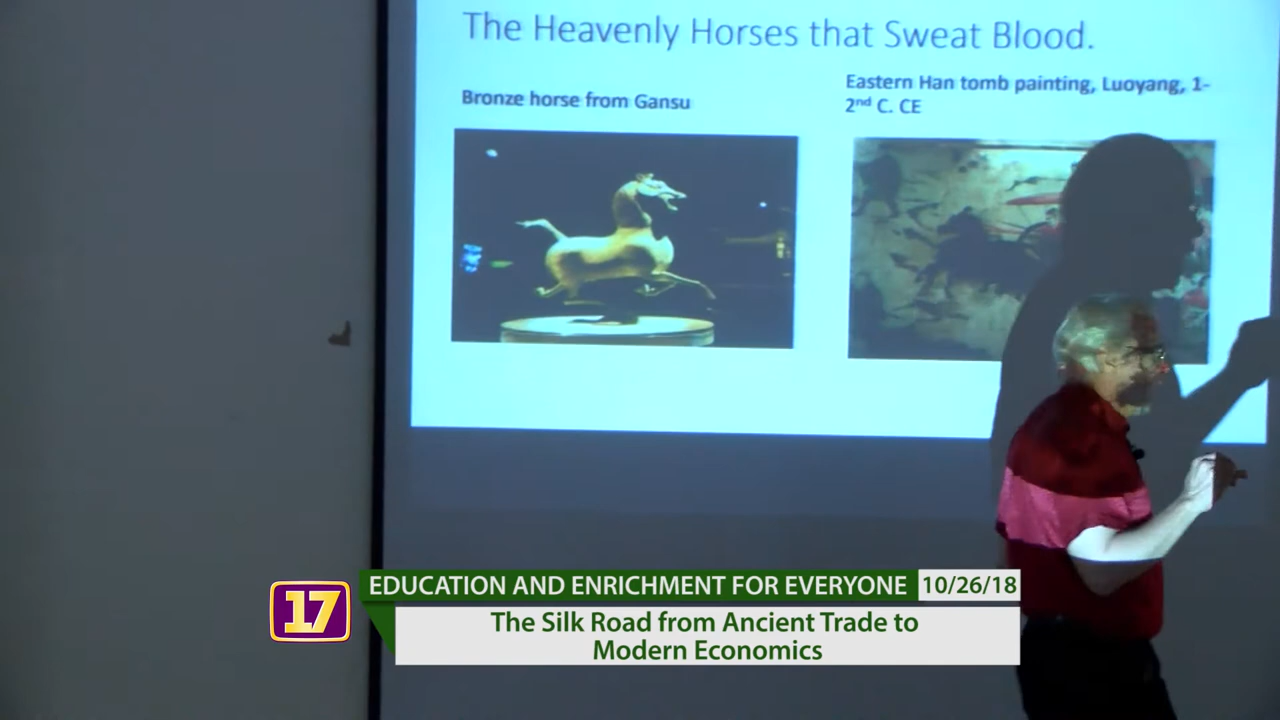 The Heavenly Horses that Sweat Blood.
Bronze horse from Gansu
Eastern Han tomb painting, Luoyang, 1-
2nd C. CE
17
EDUCATION AND ENRICHMENT FOR EVERYONE
10/26/18
The Silk Road from Ancient Trade to
Modern Economics